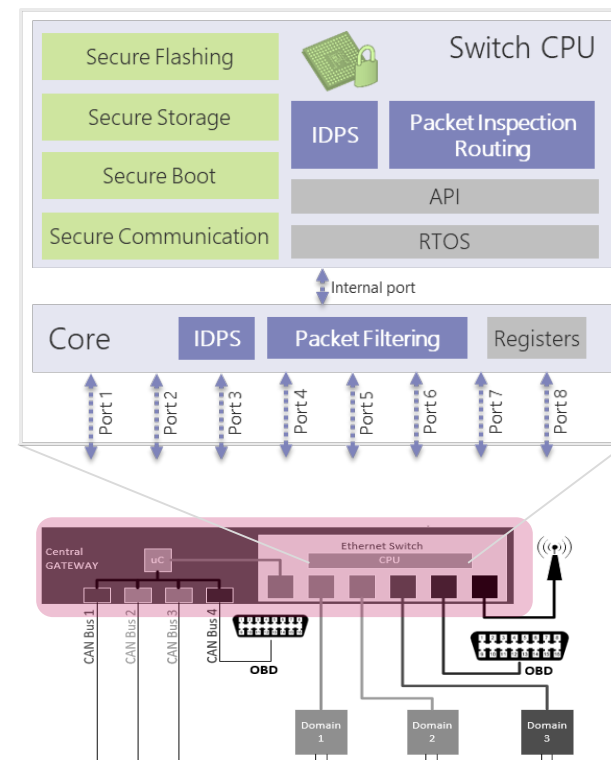 Switch CPU
Secure Flashing
Secure Storage
Secure Boot
Secure Communication
IDPS
Packet Inspection
Routing
API
RTOS
Internal port
Core
IDPS
Packet Filtering
Registers
Port 1
Port 2
Port 3
Port 4
Port 5
Port 6
Port 7
Port 8
Central
GATEWAY
uC
Ethernet Switch
CPU
CAN Bus 1
CAN Bus 2
CAN Bus 3
CAN Bus 4
OBD
OBD
Domain
1
Domain
2
Domain
3